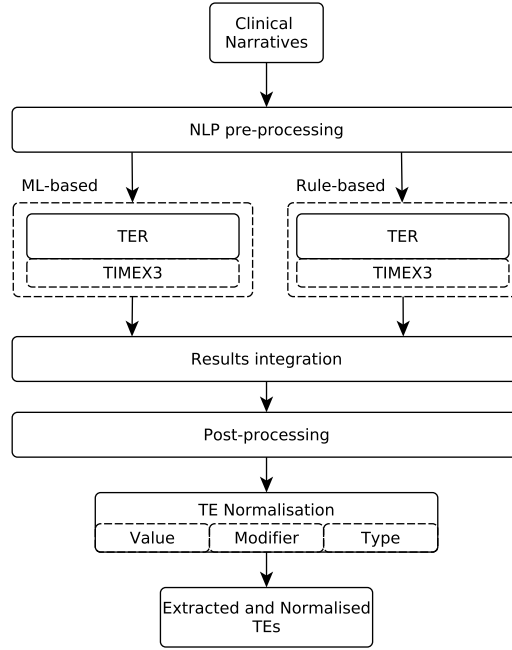 Clinical
Narratives
NLP pre-processing
ML-based
Rule-based
TER
TER
TIMEX3
TIMEX3
Results integration
Post-processing
TE Normalisation
Value
Modifier
Type
Extracted and Normalised
TEs